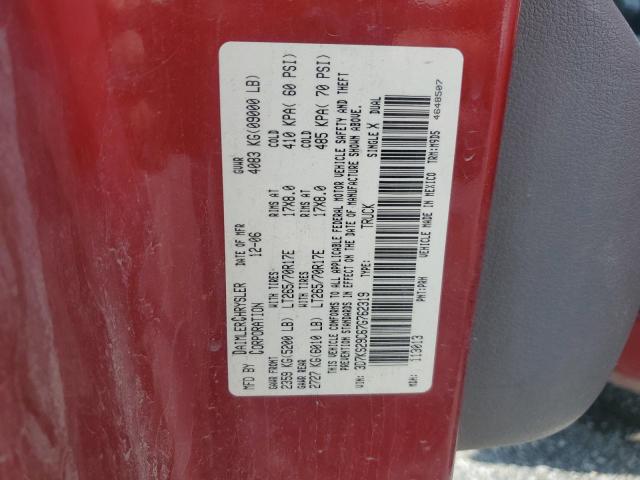 MFD BY DAIMLERCHRYSLER CORPORATION DATE OF MFR 12-06 GVWR 4083 KG(09000 LB)
GAWR FRONT WITH TIRES RIMS AT COLD
2359 KG(5200 LB) LT265/70R17E 17X8.0 410 KPA( 60 PSI)
GAWR REAR WITH TIRES RIMS AT COLD
2727 KG(6010 LB) LT265/70R17E 17X8.0 485 KPA( 70 PSI)
THIS VEHICLE CONFORMS TO ALL APPLICABLE FEDERAL MOTOR VEHICLE SAFETY AND THEFT
PREVENTION STANDARDS IN EFFECT ON THE DATE OF MANUFACTURE SHOWN ABOVE.
VIN: 3D7KS29C67G762319 TYPE: TRUCK SINGLE X DUAL
MDH: 113013 PNT:PRH VEHICLE MADE IN MEXICO TRM:M9D5 4648507